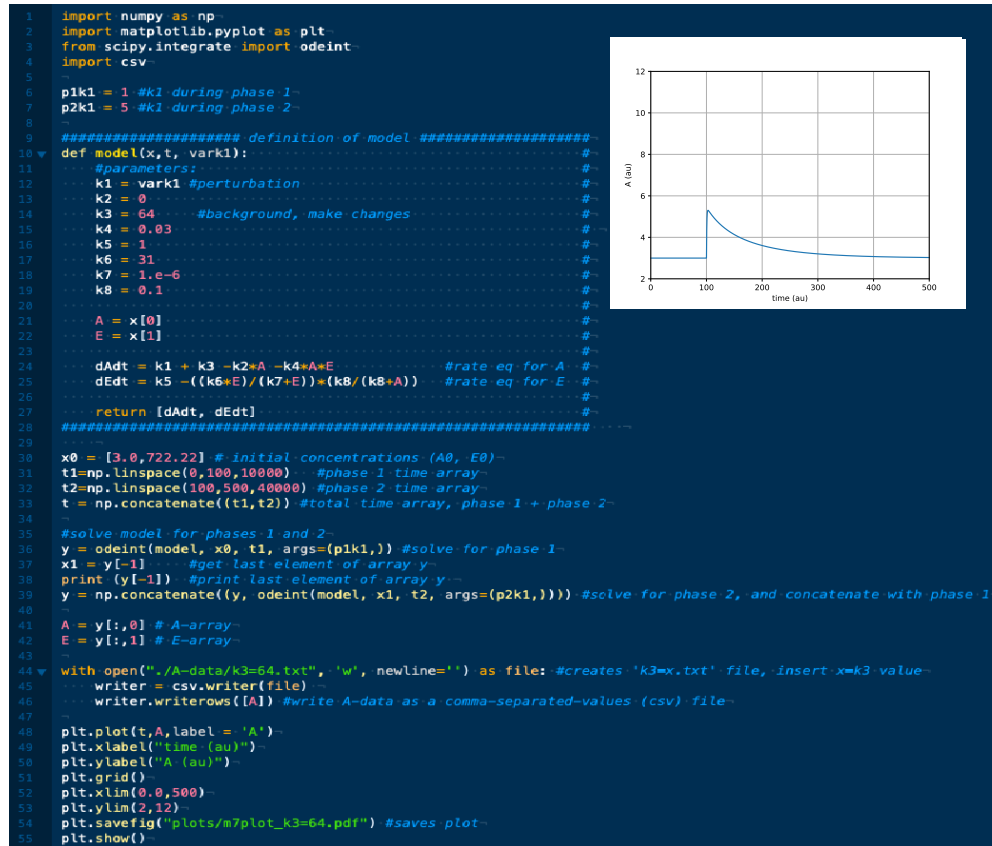 1 import numpy as np
2 import matplotlib.pyplot as plt
3 from scipy.integrate import odeint
4 import csv
5
6 p1k1 = 1 #k1 during phase 1
7 p2k1 = 5 #k1 during phase 2
8
9 ##################### definition of model ####################
10 def model(x,t, vark1): #
11 #parameters: #
12 k1 = vark1 #perturbation #
13 k2 = 0 #
14 k3 = 64 #background, make changes #
15 k4 = 0.03 #
16 k5 = 1 #
17 k6 = 31 #
18 k7 = 1.e-6 #
19 k8 = 0.1 #
20 #
21 A = x[0] #
22 E = x[1] #
23 #
24 dAdt = k1 + k3 -k2*A -k4*A*E #rate eq for A #
25 dEdt = k5 -((k6*E)/(k7+E))*(k8/(k8+A)) #rate eq for E #
26 #
27 return [dAdt, dEdt] #
28 ##############################################################
29
30 x0 = [3.0,722.22] # initial concentrations (A0, E0)
31 t1=np.linspace(0,100,10000) #phase 1 time array
32 t2=np.linspace(100,500,40000) #phase 2 time array
33 t = np.concatenate((t1,t2)) #total time array, phase 1 + phase 2
34
35 #solve model for phases 1 and 2
36 y = odeint(model, x0, t1, args=(p1k1,)) #solve for phase 1
37 x1 = y[-1] #get last element of array y
38 print (y[-1]) #print last element of array y
39 y = np.concatenate((y, odeint(model, x1, t2, args=(p2k1,)))) #solve for phase 2, and concatenate with phase 1
40
41 A = y[:,0] # A-array
42 E = y[:,1] # E-array
43
44 with open("./A-data/k3=64.txt", 'w', newline='') as file: #creates 'k3=x.txt' file, insert x=k3 value
45 writer = csv.writer(file)
46 writer.writerows([A]) #write A-data as a comma-separated-values (csv) file
47
48 plt.plot(t,A,label = 'A')
49 plt.xlabel("time (au)")
50 plt.ylabel("A (au)")
51 plt.grid()
52 plt.xlim(0.0,500)
53 plt.ylim(2,12)
54 plt.savefig("plots/m7plot_k3=64.pdf") #saves plot
55 plt.show()
12
10
8
6
4
2
A (au)
0 100 200 300 400 500
time (au)